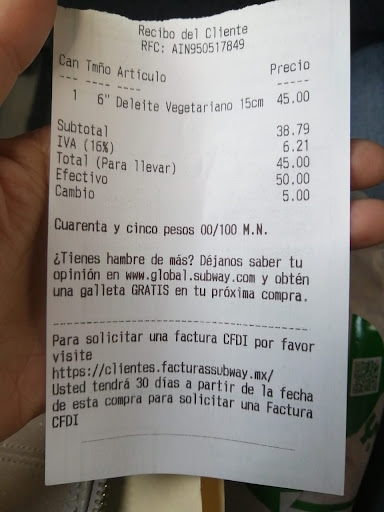 Recibo del Cliente
RFC: AIN950517849
Can Tmño Artículo Precio
---- ---- -------- ------
1 6" Deleite Vegetariano 15cm 45.00
Subtotal 38.79
IVA (16%) 6.21
Total (Para llevar) 45.00
Efectivo 50.00
Cambio 5.00
Cuarenta y cinco pesos 00/100 M.N.
¿Tienes hambre de más? Déjanos saber tu
opinión en www.global.subway.com y obtén
una galleta GRATIS en tu próxima compra.
----------------------------------------
Para solicitar una factura CFDI por favor
visite
https://clientes.facturassubway.mx/
Usted tendrá 30 días a partir de la fecha
de esta compra para solicitar una Factura
CFDI